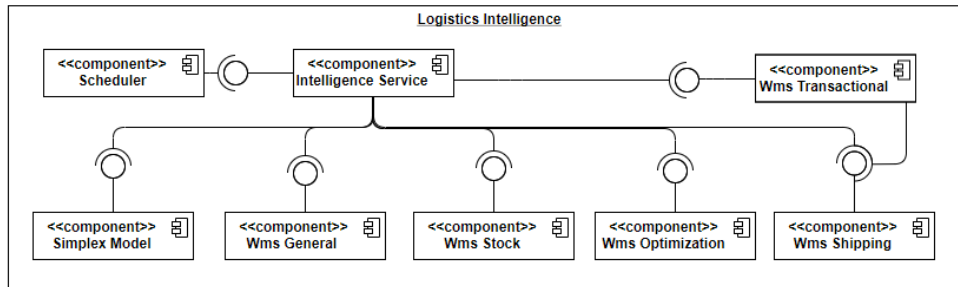 Logistics Intelligence
<<component>>
Scheduler
<<component>>
Intelligence Service
<<component>>
Wms Transactional
<<component>>
Simplex Model
<<component>>
Wms General
<<component>>
Wms Stock
<<component>>
Wms Optimization
<<component>>
Wms Shipping